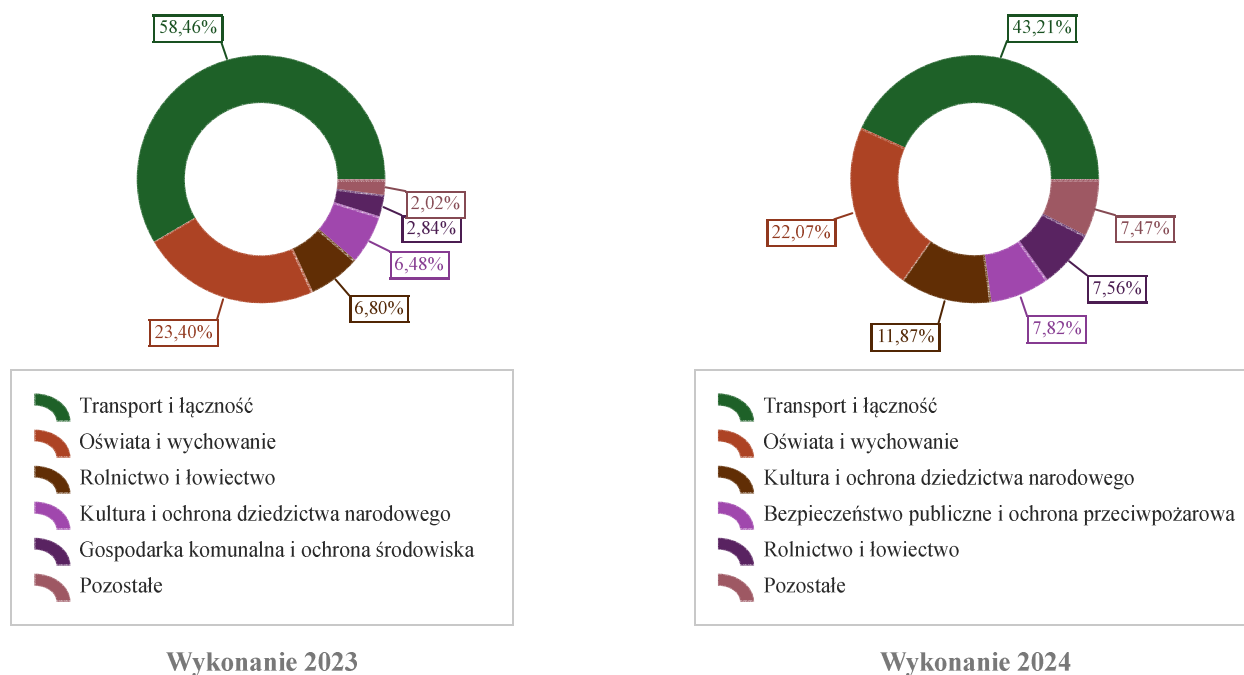 58,46%
2,02%
2,84%
6,48%
6,80%
23,40%
Transport i łączność
Oświata i wychowanie
Rolnictwo i łowiectwo
Kultura i ochrona dziedzictwa narodowego
Gospodarka komunalna i ochrona środowiska
Pozostałe
Wykonanie 2023
43,21%
22,07%
7,47%
7,56%
7,82%
11,87%
Transport i łączność
Oświata i wychowanie
Kultura i ochrona dziedzictwa narodowego
Bezpieczeństwo publiczne i ochrona przeciwpożarowa
Rolnictwo i łowiectwo
Pozostałe
Wykonanie 2024